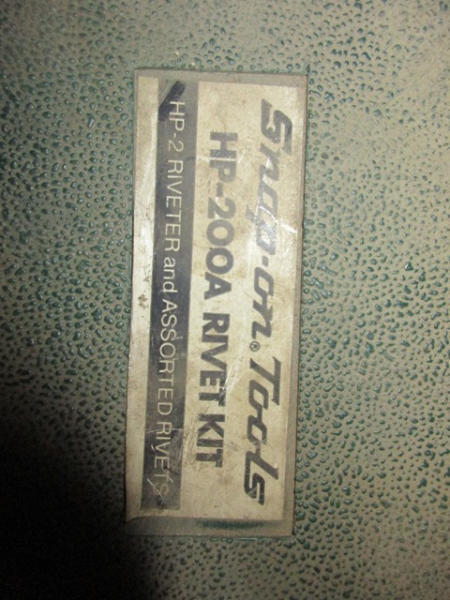 Snap-on® Tools
HP-200A RIVET KIT
HP-2 RIVETER and ASSORTED RIVETS